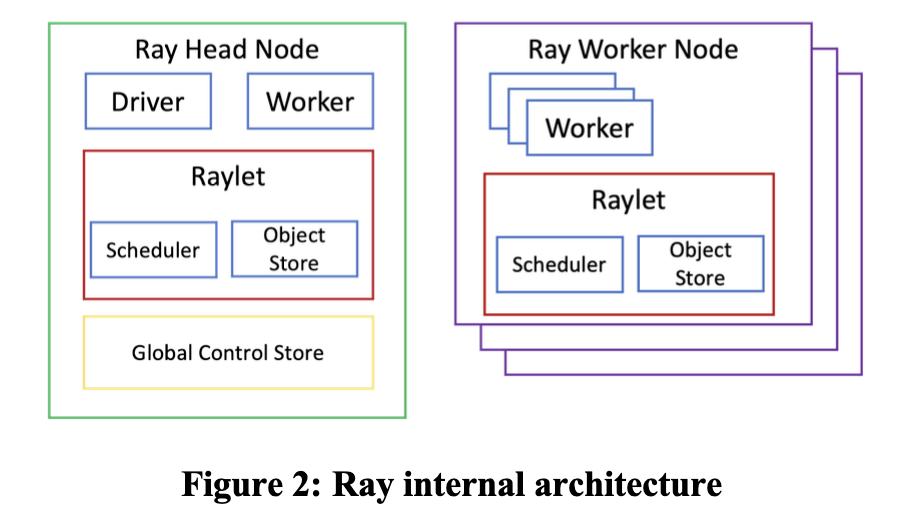 Ray Head Node
Driver
Worker
Raylet
Scheduler
Object
Store
Global Control Store
Ray Worker Node
Worker
Raylet
Scheduler
Object
Store
Figure 2: Ray internal architecture